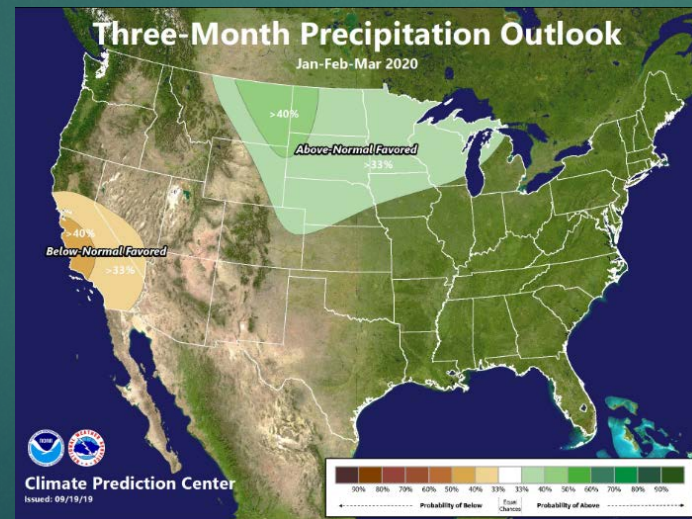 Three-Month Precipitation Outlook
Jan-Feb-Mar 2020
>40%
Above-Normal Favored
>33%
>40%
Below-Normal Favored
>33%
Climate Prediction Center
Issued: 09/19/19
90% 80% 70% 60% 50% 40% 33% 33% 40% 50% 60% 70% 80% 90%
Probability of Below Equal Chances Probability of Above